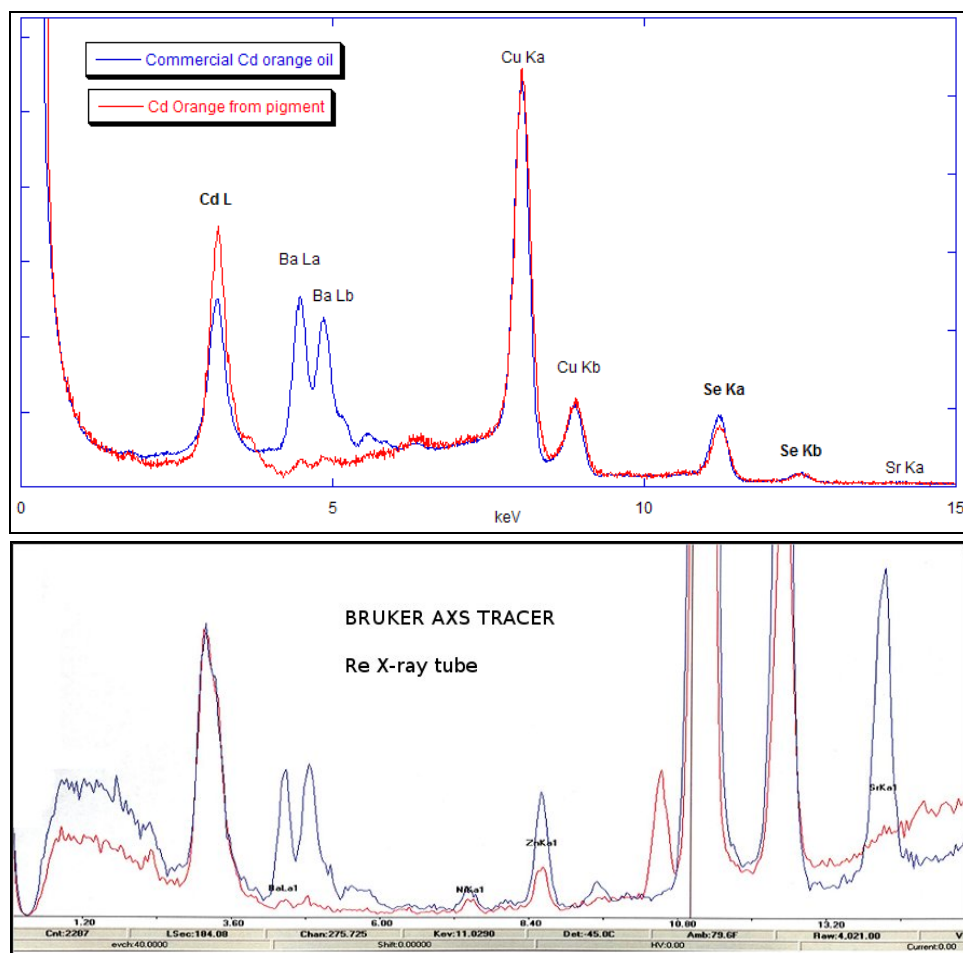 Commercial Cd orange oil
Cd Orange from pigment
Cu Ka
Cd L
Ba La
Ba Lb
Cu Kb
Se Ka
Se Kb
Sr Ka
0 5 10 15
keV
BRUKER AXS TRACER
Re X-ray tube
SrKa1
ZnKa1
BaLa1
NiKa1
1.20 3.60 6.00 8.40 10.80 13.20
Cnt:2207 LSec:184.00 Chan:275.725 Kev:11.0290 Det:-45.0C Amb:79.6F Raw:4,021.00 V
evch:40.0000 Shift:0.00000 HV:0.00 Current:0.00